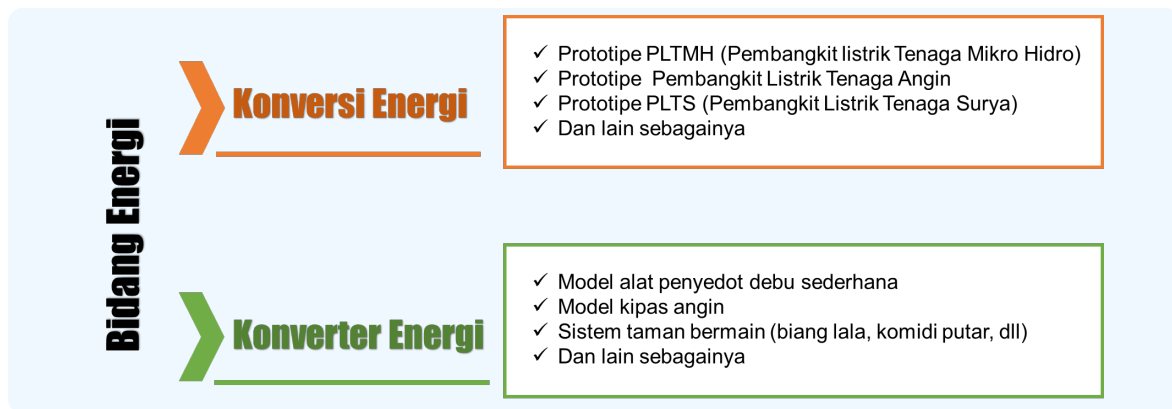 Bidang Energi
Konversi Energi
✓ Prototipe PLTMH (Pembangkit listrik Tenaga Mikro Hidro)
✓ Prototipe Pembangkit Listrik Tenaga Angin
✓ Prototipe PLTS (Pembangkit Listrik Tenaga Surya)
✓ Dan lain sebagainya
Konverter Energi
✓ Model alat penyedot debu sederhana
✓ Model kipas angin
✓ Sistem taman bermain (biang lala, komidi putar, dll)
✓ Dan lain sebagainya